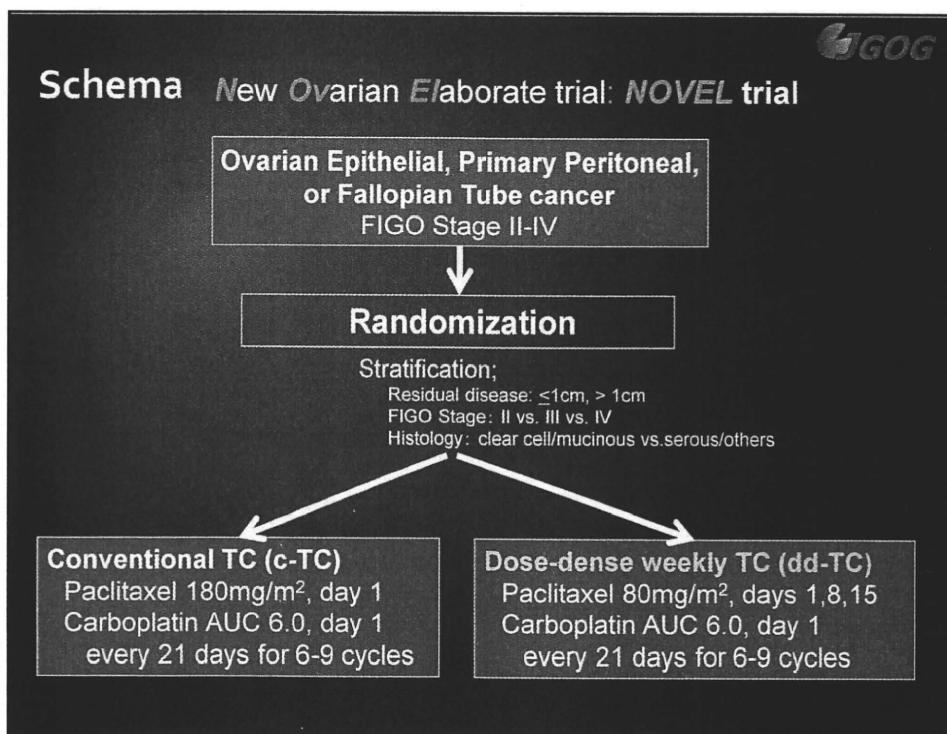 JGOG
Schema New Ovarian Elaborate trial: NOVEL trial
Ovarian Epithelial, Primary Peritoneal,
or Fallopian Tube cancer
FIGO Stage II-IV
Randomization
Stratification;
Residual disease: ≤1cm, > 1cm
FIGO Stage: II vs. III vs. IV
Histology: clear cell/mucinous vs.serous/others
Conventional TC (c-TC)
Paclitaxel 180mg/m², day 1
Carboplatin AUC 6.0, day 1
every 21 days for 6-9 cycles
Dose-dense weekly TC (dd-TC)
Paclitaxel 80mg/m², days 1,8,15
Carboplatin AUC 6.0, day 1
every 21 days for 6-9 cycles